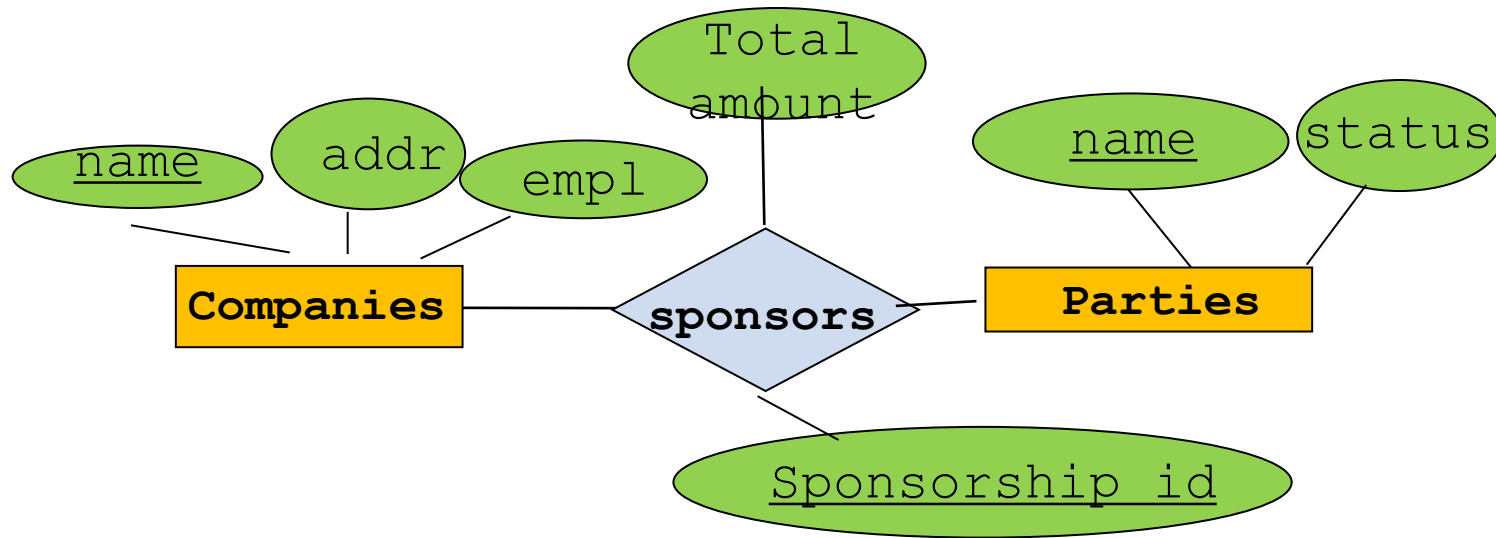 Total
amount
name
addr
empl
name
status
Companies
sponsors
Parties
Sponsorship id